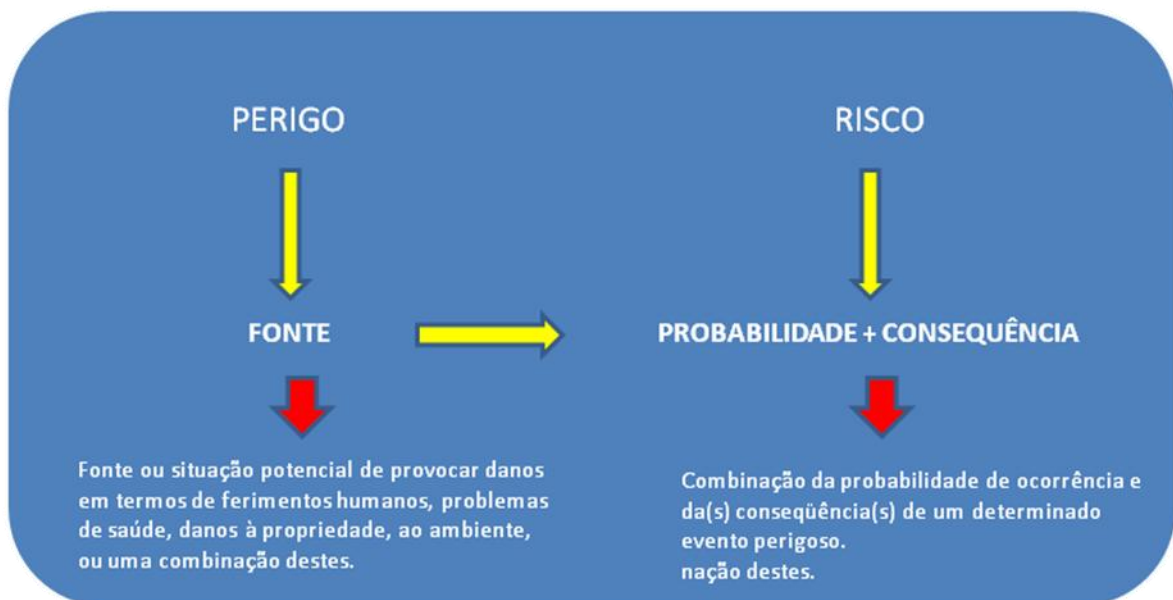 PERIGO
RISCO
FONTE
PROBABILIDADE + CONSEQUÊNCIA
Fonte ou situação potencial de provocar danos
em termos de ferimentos humanos, problemas
de saúde, danos à propriedade, ao ambiente,
ou uma combinação destes.
Combinação da probabilidade de ocorrência e
da(s) conseqüência(s) de um determinado
evento perigoso.
nação destes.